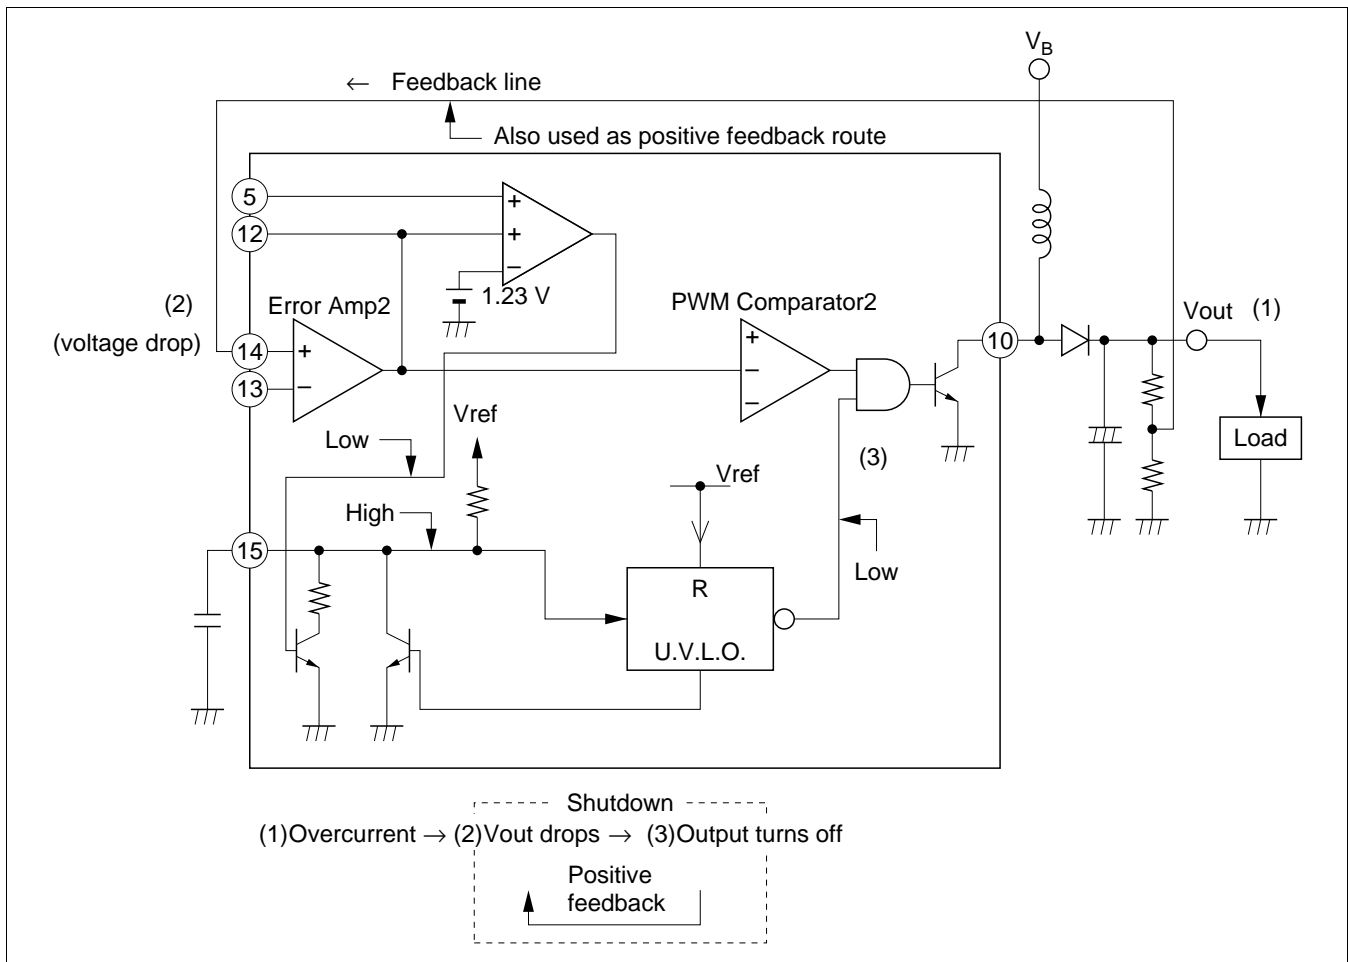 V_B
← Feedback line
Also used as positive feedback route
5
+
12
+
−
1.23 V
Error Amp2
PWM Comparator2
(2)
(voltage drop)
14
+
13
−
+
−
−
10
Vout (1)
Load
Vref
Low
(3)
Vref
High
15
Low
R
U.V.L.O.
Shutdown
(1)Overcurrent → (2)Vout drops → (3)Output turns off
Positive
feedback